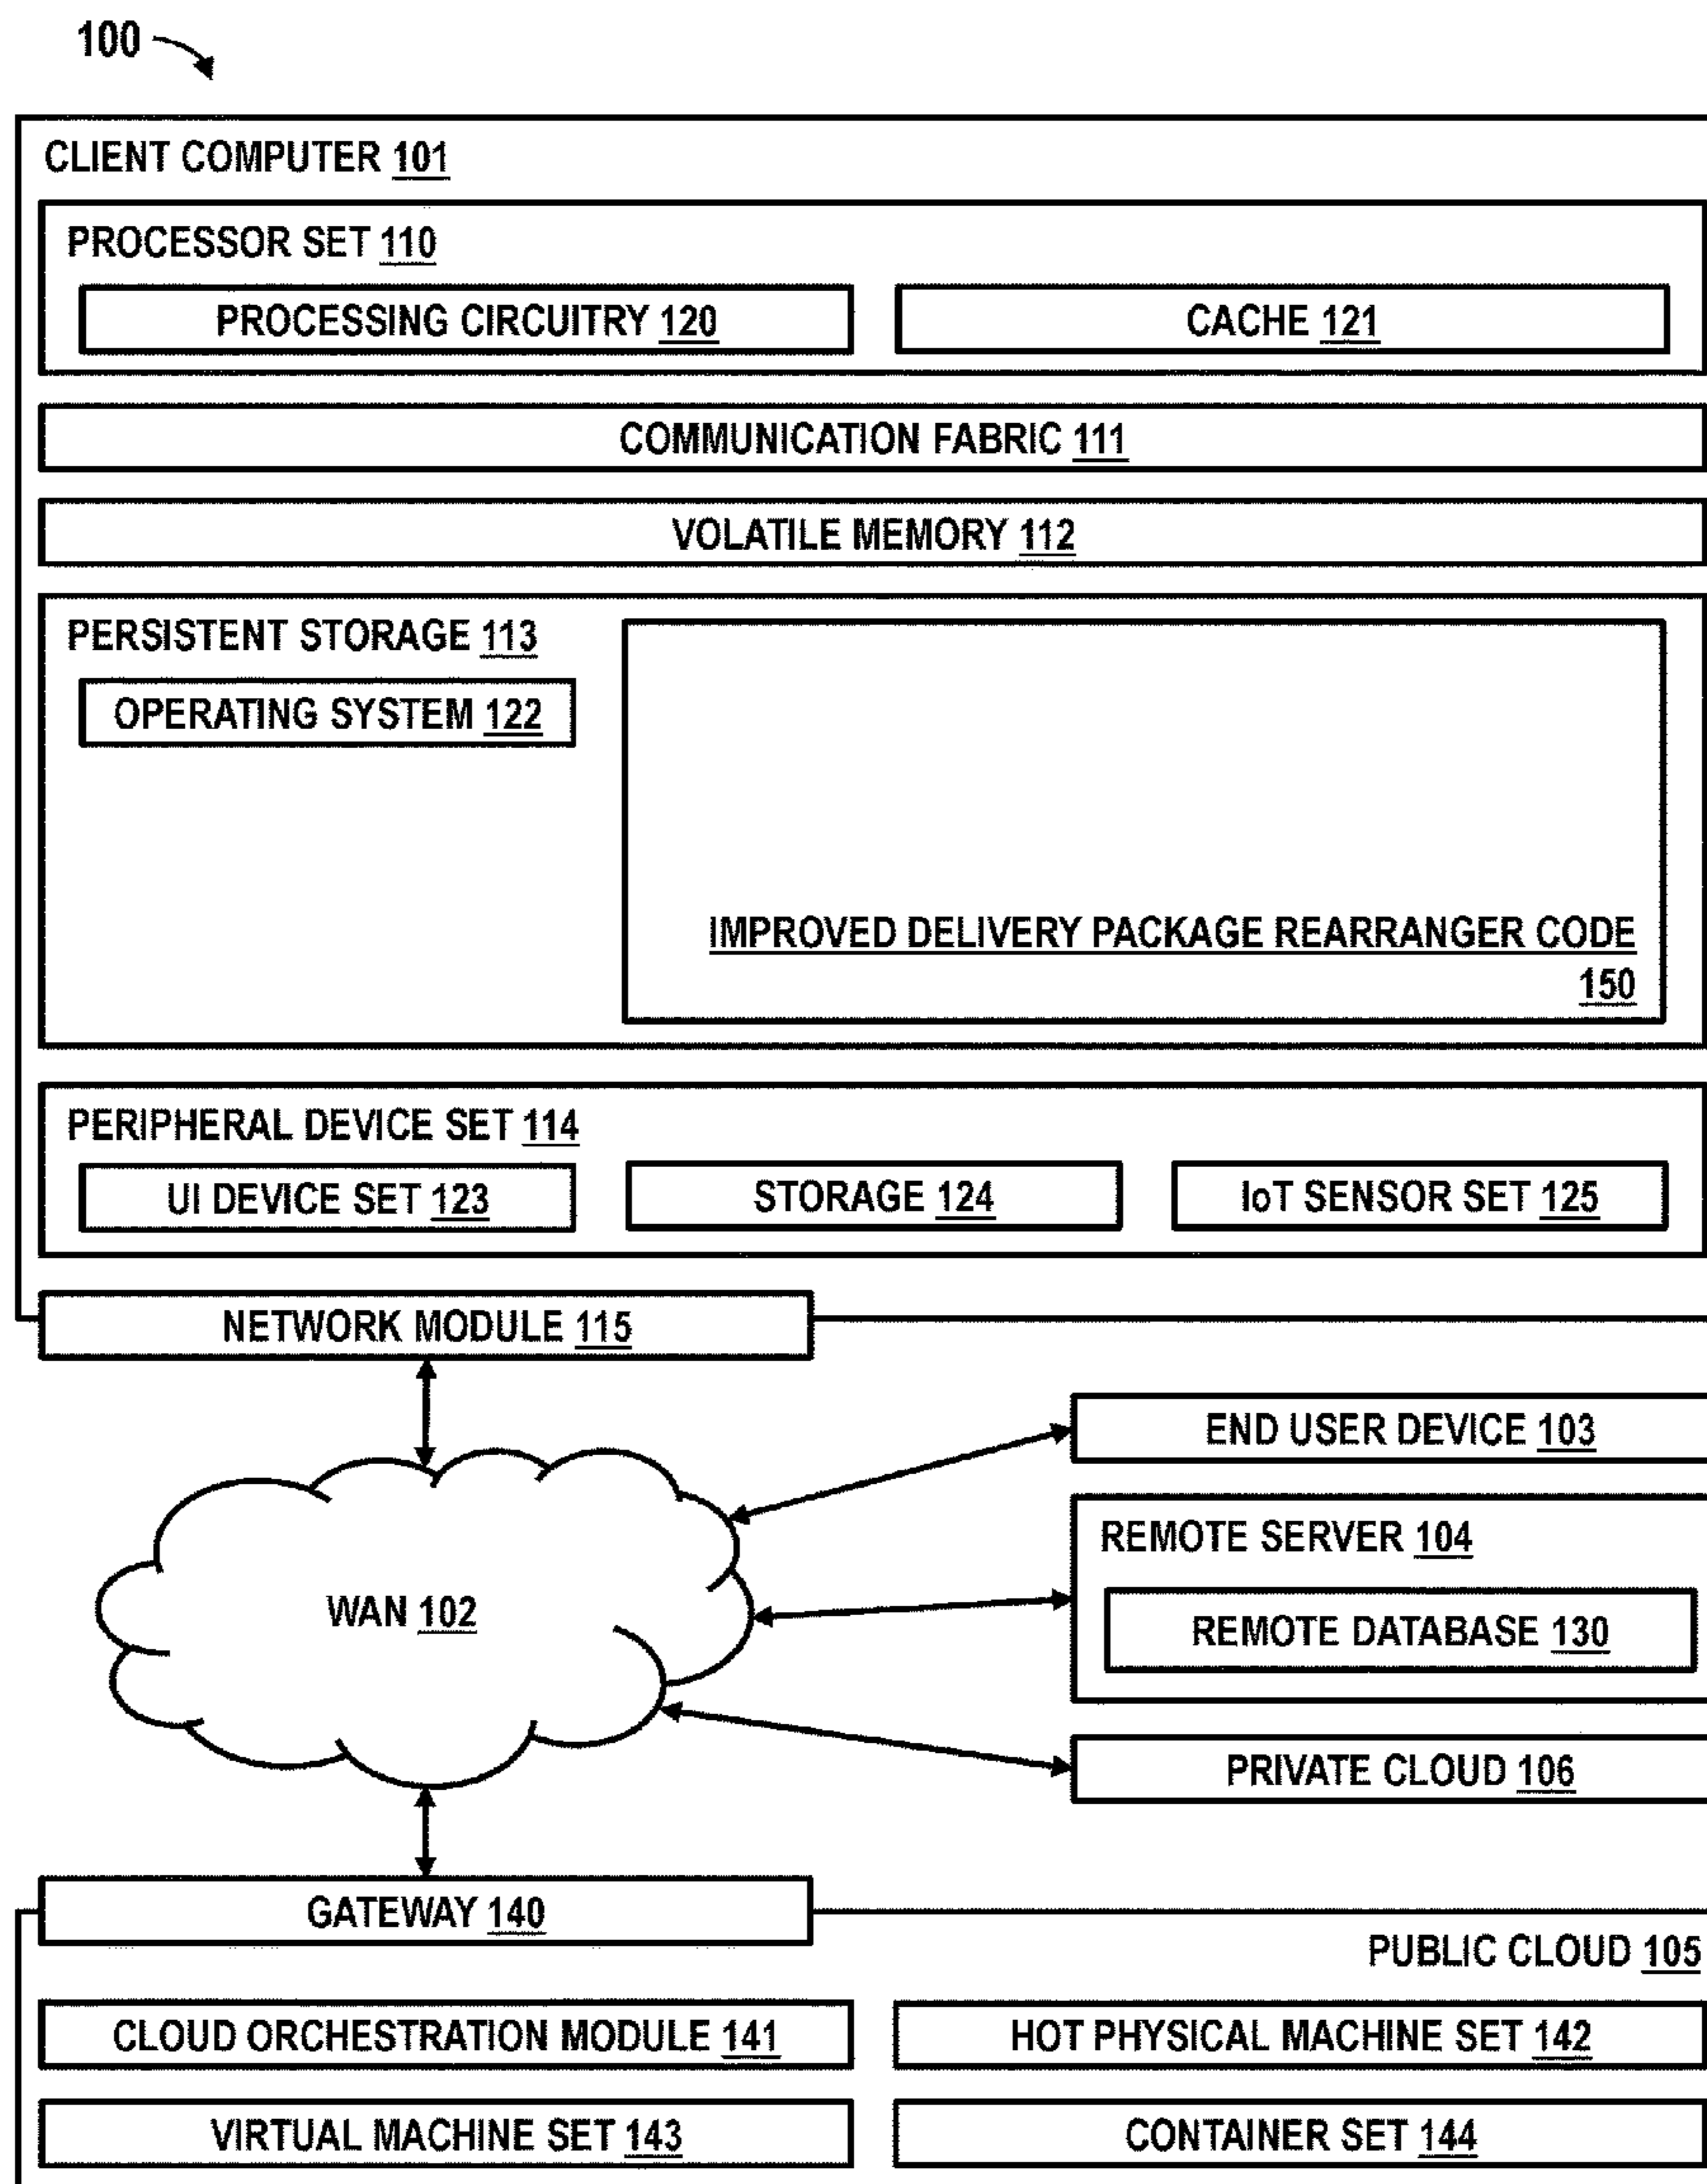 100
CLIENT COMPUTER 101
PROCESSOR SET 110
PROCESSING CIRCUITRY 120
CACHE 121
COMMUNICATION FABRIC 111
VOLATILE MEMORY 112
PERSISTENT STORAGE 113
OPERATING SYSTEM 122
IMPROVED DELIVERY PACKAGE REARRANGER CODE
150
PERIPHERAL DEVICE SET 114
UI DEVICE SET 123
STORAGE 124
IoT SENSOR SET 125
NETWORK MODULE 115
END USER DEVICE 103
REMOTE SERVER 104
WAN 102
REMOTE DATABASE 130
PRIVATE CLOUD 106
GATEWAY 140
PUBLIC CLOUD 105
CLOUD ORCHESTRATION MODULE 141
HOT PHYSICAL MACHINE SET 142
VIRTUAL MACHINE SET 143
CONTAINER SET 144